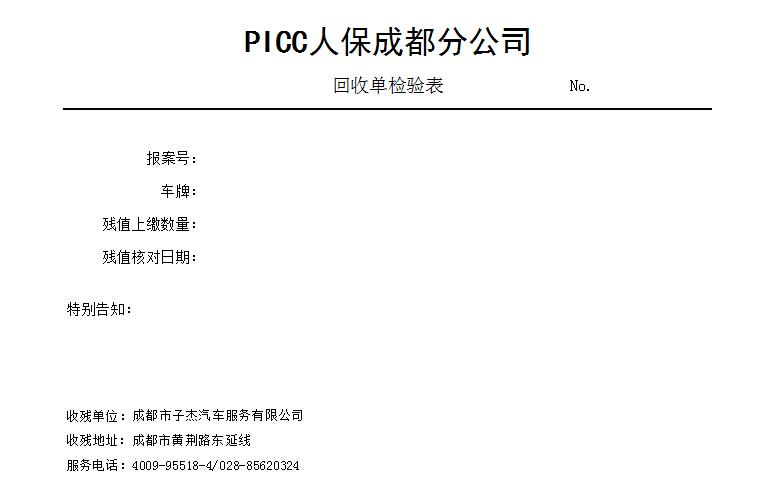 PICC人保成都分公司
回收单检验表 No.
报案号:
车牌:
残值上缴数量:
残值核对日期:
特别告知:
收残单位: 成都市子杰汽车服务有限公司
收残地址: 成都市黄荆路东延线
服务电话: 4009-95518-4/028-85620324